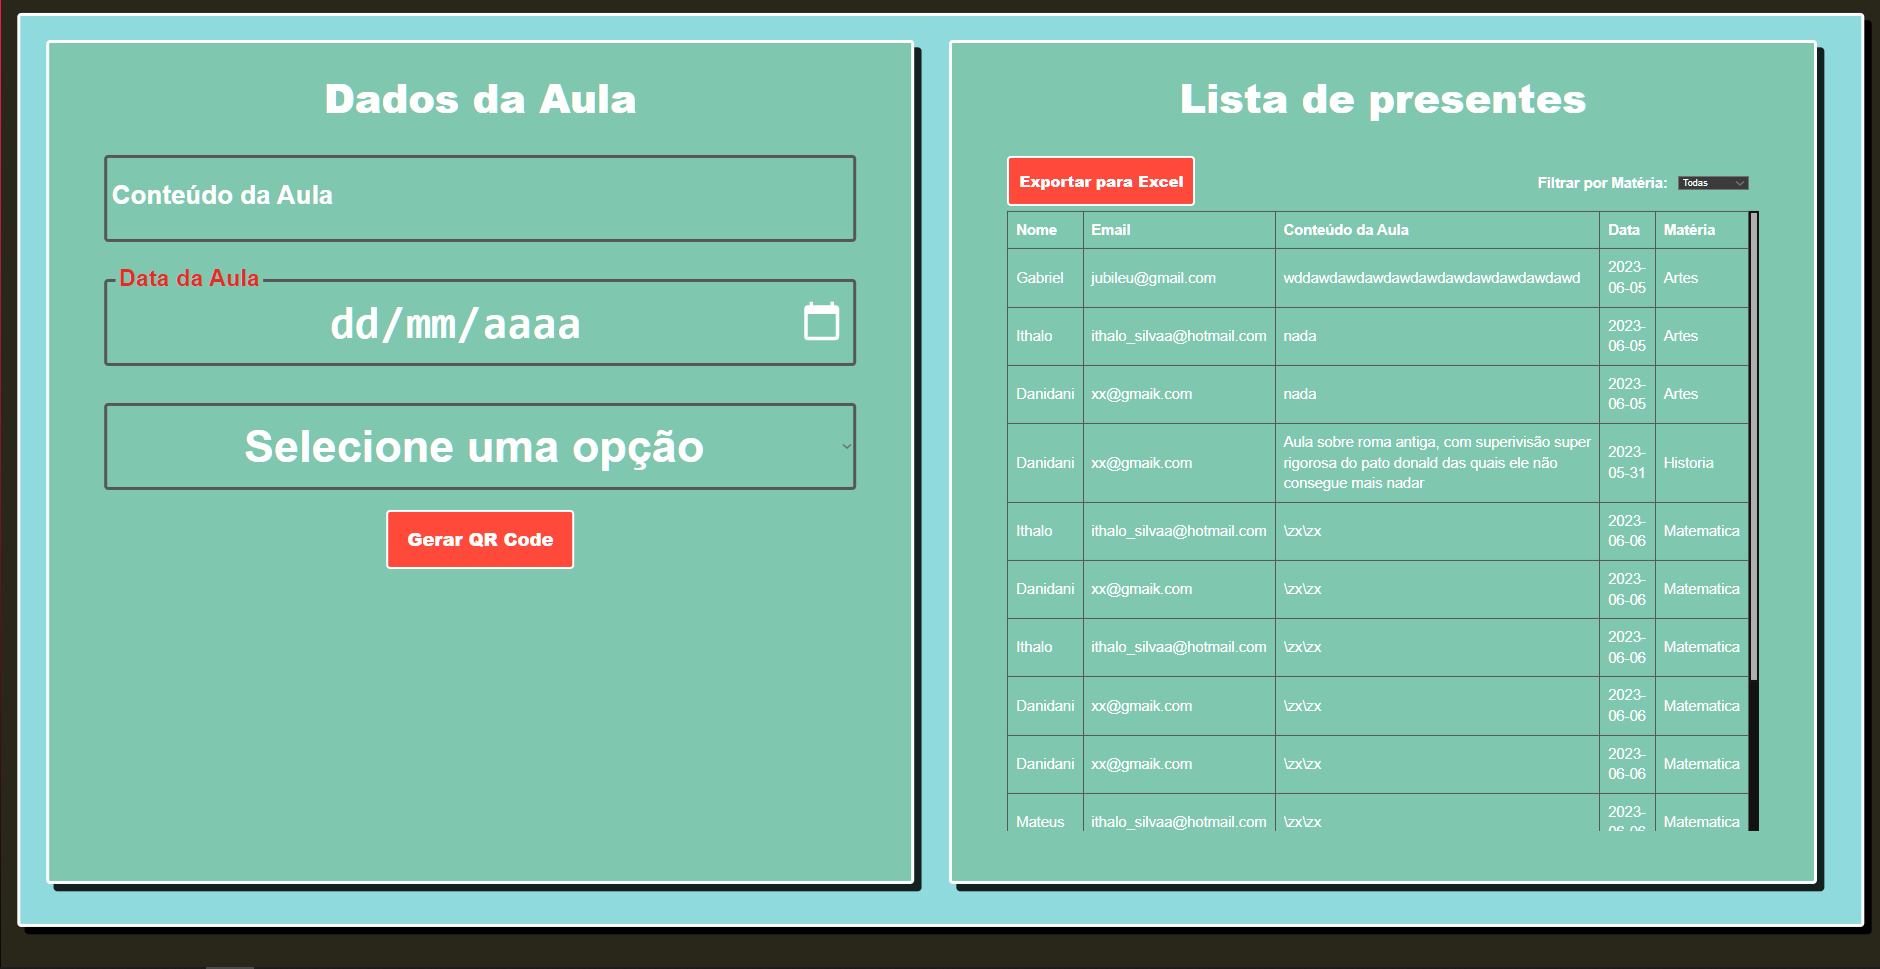 Dados da Aula
Conteúdo da Aula
Data da Aula
dd/mm/aaaa
Selecione uma opção
Gerar QR Code
Lista de presentes
Exportar para Excel
Filtrar por Matéria: Todas
Nome Email Conteúdo da Aula Data Matéria
Gabriel jubileu@gmail.com wddawdawdawdawdawdawdawdawdawdawd 2023-06-05 Artes
Ithalo ithalo_silvaa@hotmail.com nada 2023-06-05 Artes
Danidani xx@gmaik.com nada 2023-06-05 Artes
Danidani xx@gmaik.com Aula sobre roma antiga, com superivisão super rigorosa do pato donald das quais ele não consegue mais nadar 2023-05-31 Historia
Ithalo ithalo_silvaa@hotmail.com \zx\zx 2023-06-06 Matematica
Danidani xx@gmaik.com \zx\zx 2023-06-06 Matematica
Ithalo ithalo_silvaa@hotmail.com \zx\zx 2023-06-06 Matematica
Danidani xx@gmaik.com \zx\zx 2023-06-06 Matematica
Danidani xx@gmaik.com \zx\zx 2023-06-06 Matematica
Mateus ithalo_silvaa@hotmail.com \zx\zx 2023-06-06 Matematica